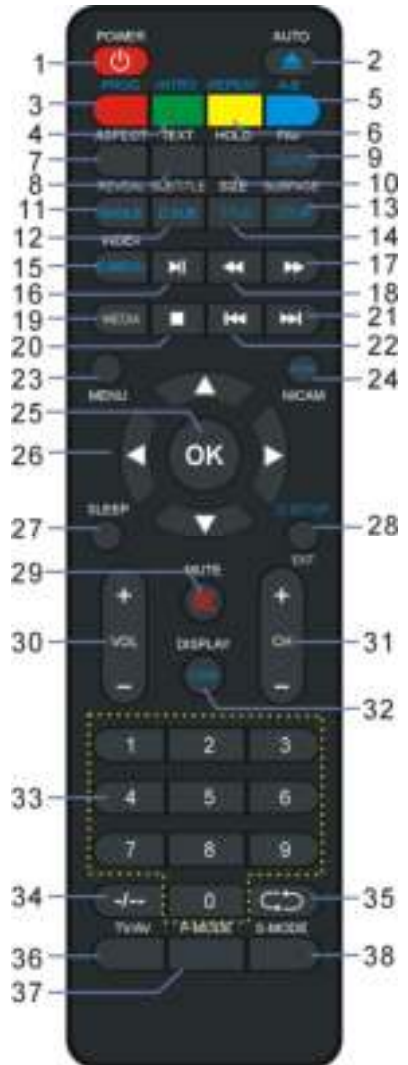 POWER AUTO
1 2
PROG INTRO REPEAT A-B
3 5
4 6
ASPECT TEXT HOLD FAV
7 9
8 10
REVEAL SUBTITLE SIZE SUBPAGE
11 13
12 14
INDEX
15 17
16 18
19 MEDIA 21
20 22
23 24
MENU NICAM
25
26 OK
SLEEP
27 28
EXIT
29 MUTE
+ +
30 VOL CH 31
DISPLAY
- -
32
1 2 3
33 4 5 6
7 8 9
34 -/-- 0 35
TV/AV P-MODE S-MODE
36 38
37